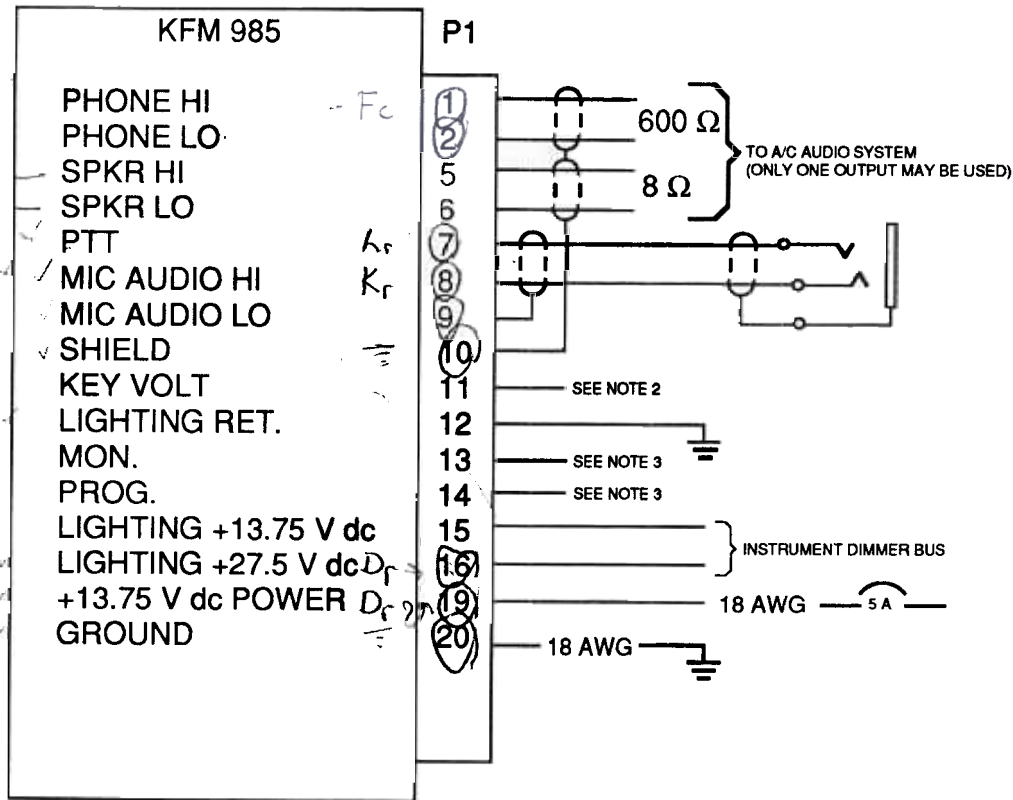 KFM 985 P1
PHONE HI Fc 1
PHONE LO 2
600 Ω
SPKR HI 5
SPKR LO 6
8 Ω
TO A/C AUDIO SYSTEM
(ONLY ONE OUTPUT MAY BE USED)
PTT 7
MIC AUDIO HI Kr 8
MIC AUDIO LO 9
SHIELD 10
KEY VOLT 11 SEE NOTE 2
LIGHTING RET. 12
MON. 13 SEE NOTE 3
PROG. 14 SEE NOTE 3
LIGHTING +13.75 V dc 15
LIGHTING +27.5 V dc Dr 16
INSTRUMENT DIMMER BUS
+13.75 V dc POWER Dr 19 18 AWG 5 A
GROUND 20 18 AWG